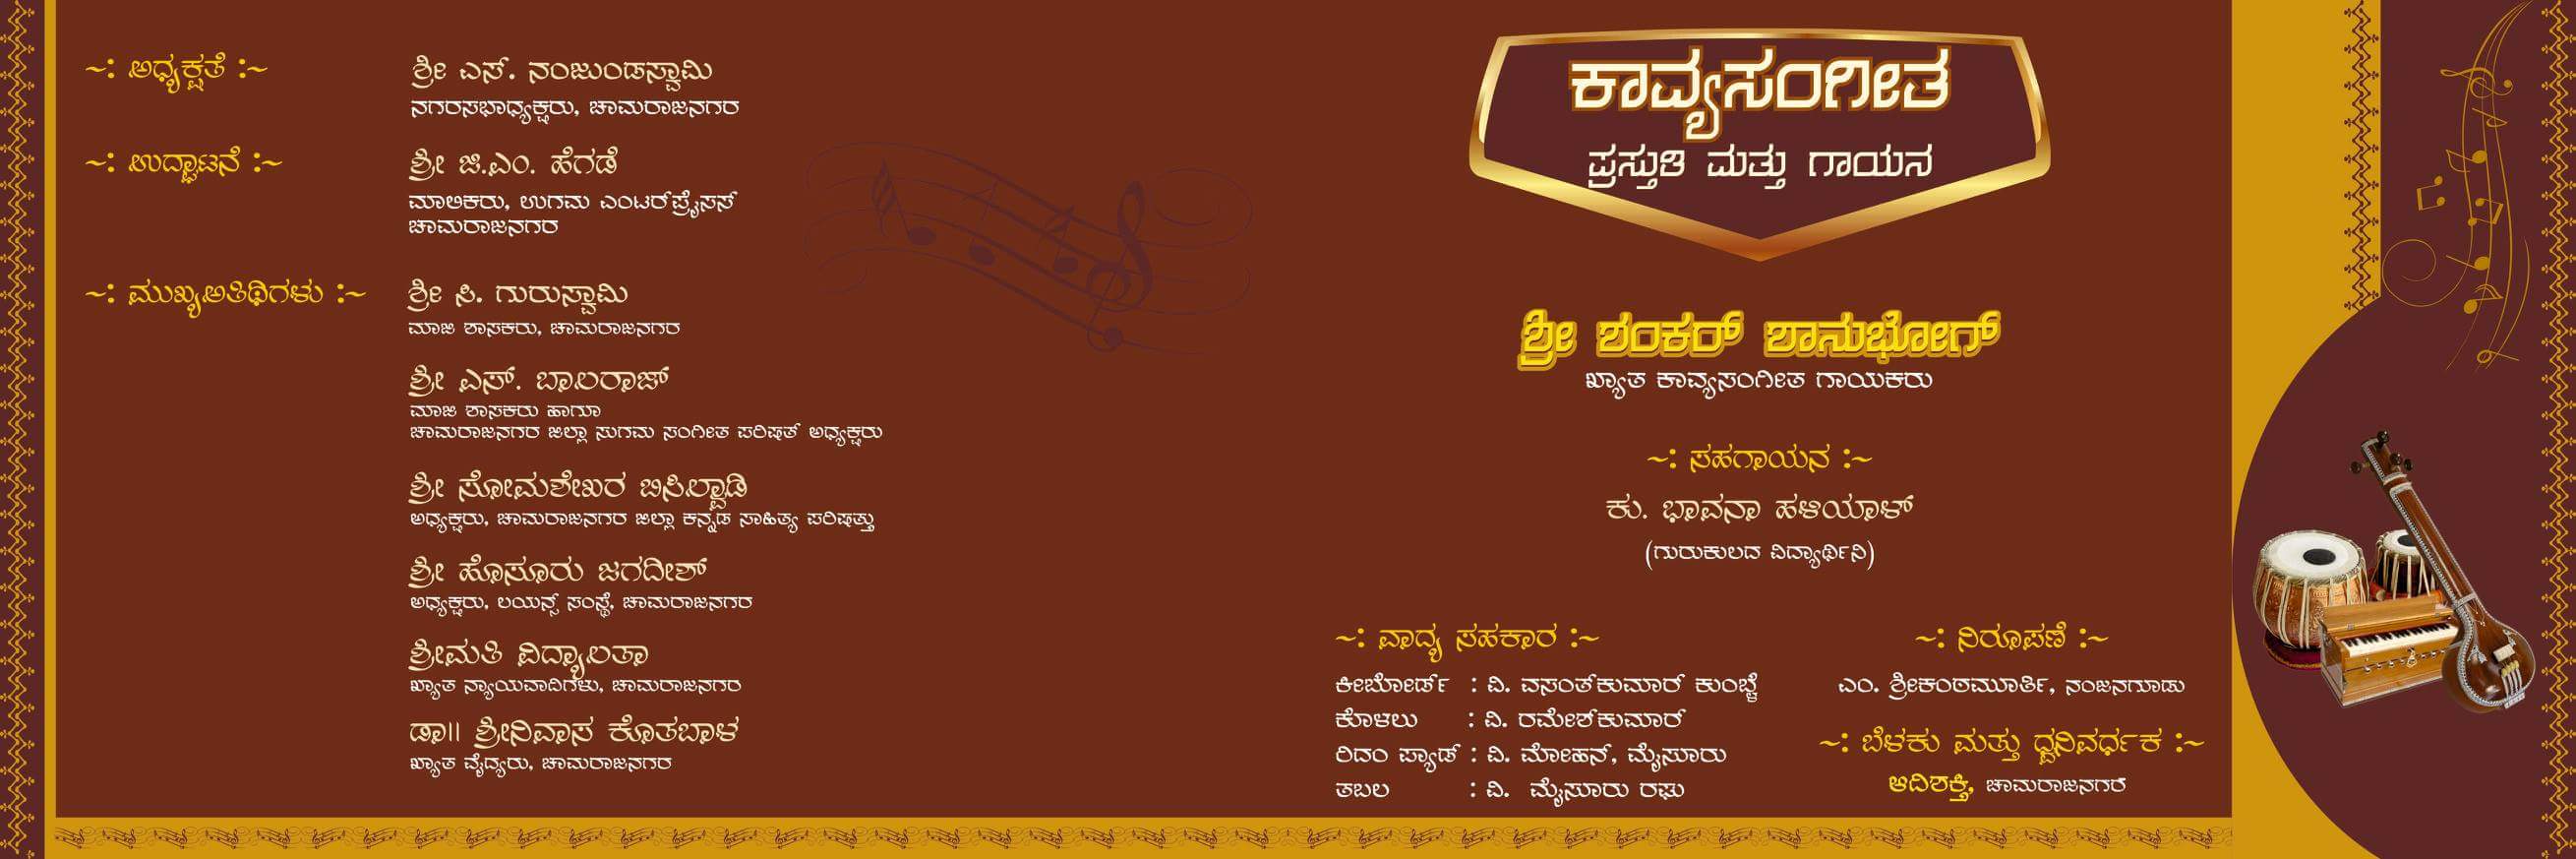 ~: ಅಧ್ಯಕ್ಷತೆ :~
ಶ್ರೀ ಎಸ್. ನಂಜುಂಡಸ್ವಾಮಿ
ನಗರಸಭಾಧ್ಯಕ್ಷರು, ಚಾಮರಾಜನಗರ
~: ಉದ್ಘಾಟನೆ :~
ಶ್ರೀ ಜಿ.ಎಂ. ಹೆಗಡೆ
ಮಾಲಿಕರು, ಉಗಮ ಎಂಟರ್‌ಪ್ರೈಸಸ್
ಚಾಮರಾಜನಗರ
~: ಮುಖ್ಯಅತಿಥಿಗಳು :~
ಶ್ರೀ ಸಿ. ಗುರುಸ್ವಾಮಿ
ಮಾಜಿ ಶಾಸಕರು, ಚಾಮರಾಜನಗರ
ಶ್ರೀ ಎಸ್. ಬಾಲರಾಜ್
ಮಾಜಿ ಶಾಸಕರು ಹಾಗೂ
ಚಾಮರಾಜನಗರ ಜಿಲ್ಲಾ ಸುಗಮ ಸಂಗೀತ ಪರಿಷತ್ ಅಧ್ಯಕ್ಷರು
ಶ್ರೀ ಸೋಮಶೇಖರ ಬಿಸಿಲ್ವಾಡಿ
ಅಧ್ಯಕ್ಷರು, ಚಾಮರಾಜನಗರ ಜಿಲ್ಲಾ ಕನ್ನಡ ಸಾಹಿತ್ಯ ಪರಿಷತ್ತು
ಶ್ರೀ ಹೊಸೂರು ಜಗದೀಶ್
ಅಧ್ಯಕ್ಷರು, ಲಯನ್ಸ್ ಸಂಸ್ಥೆ, ಚಾಮರಾಜನಗರ
ಶ್ರೀಮತಿ ವಿದ್ಯಾಲತಾ
ಖ್ಯಾತ ನ್ಯಾಯವಾದಿಗಳು, ಚಾಮರಾಜನಗರ
ಡಾ|| ಶ್ರೀನಿವಾಸ ಕೊತಬಾಳ
ಖ್ಯಾತ ವೈದ್ಯರು, ಚಾಮರಾಜನಗರ
ಕಾವ್ಯಸಂಗೀತ
ಪ್ರಸ್ತುತಿ ಮತ್ತು ಗಾಯನ
ಶ್ರೀ ಶಂಕರ್ ಶಾನುಭೋಗ್
ಖ್ಯಾತ ಕಾವ್ಯಸಂಗೀತ ಗಾಯಕರು
~: ಸಹಗಾಯನ :~
ಕು. ಭಾವನಾ ಹಳಿಯಾಳ್
(ಗುರುಕುಲದ ವಿದ್ಯಾರ್ಥಿನಿ)
~: ವಾದ್ಯ ಸಹಕಾರ :~
ಕೀಬೋರ್ಡ್ : ವಿ. ವಸಂತ್‌ಕುಮಾರ್ ಕುಂಬ್ಳೆ
ಕೊಳಲು : ವಿ. ರಮೇಶ್‌ಕುಮಾರ್
ರಿದಂ ಪ್ಯಾಡ್ : ವಿ. ಮೋಹನ್, ಮೈಸೂರು
ತಬಲ : ವಿ. ಮೈಸೂರು ರಘು
~: ನಿರೂಪಣೆ :~
ಎಂ. ಶ್ರೀಕಂಠಮೂರ್ತಿ, ನಂಜನಗೂಡು
~: ಬೆಳಕು ಮತ್ತು ಧ್ವನಿವರ್ಧಕ :~
ಆದಿಶಕ್ತಿ, ಚಾಮರಾಜನಗರ